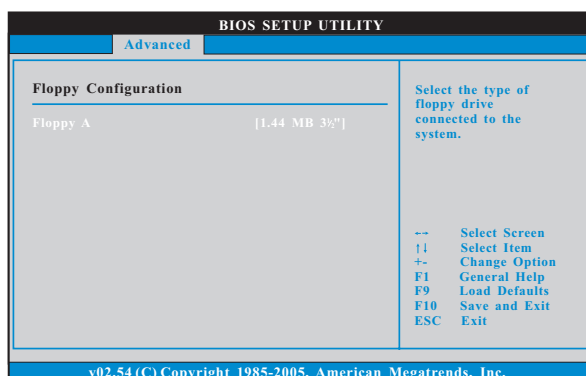 BIOS SETUP UTILITY
Advanced
Floppy Configuration
Floppy A [1.44 MB 3½"]
Select the type of
floppy drive
connected to the
system.
←→ Select Screen
↑↓ Select Item
+- Change Option
F1 General Help
F9 Load Defaults
F10 Save and Exit
ESC Exit
v02.54 (C) Copyright 1985-2005, American Megatrends, Inc.